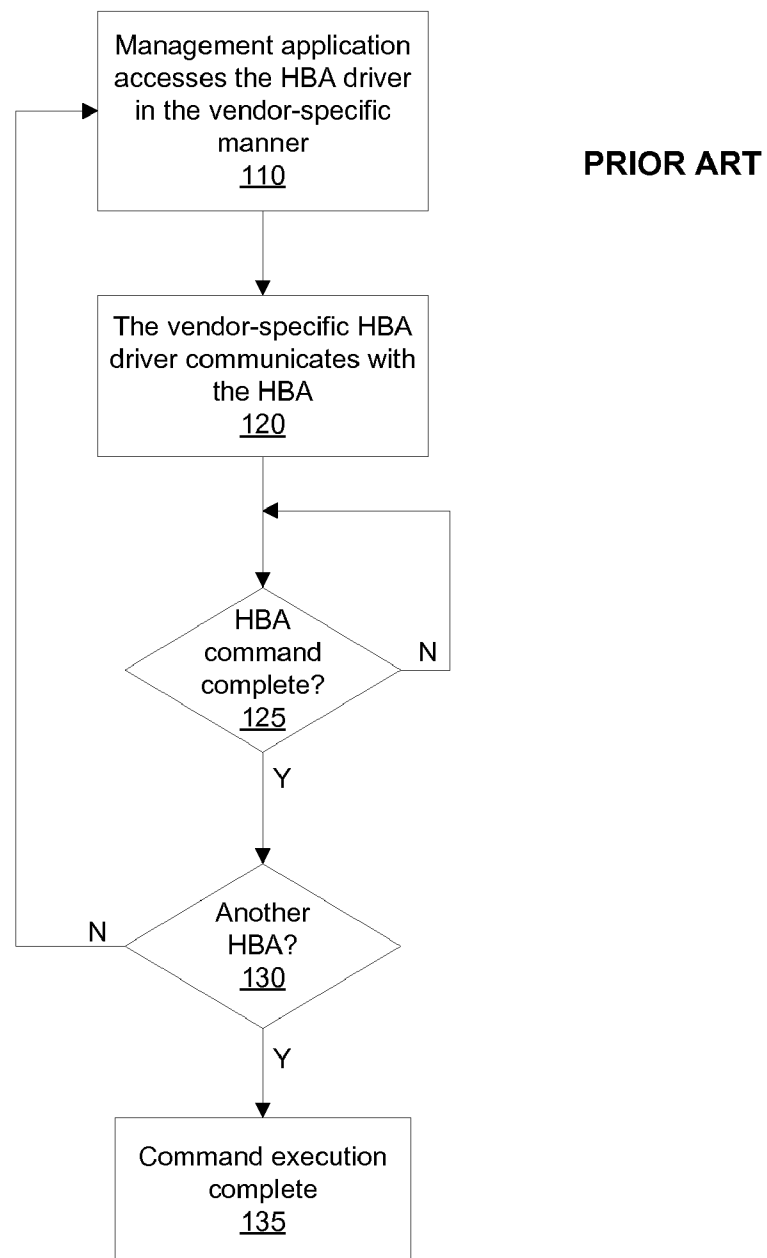 Management application
accesses the HBA driver
in the vendor-specific
manner
110
PRIOR ART
The vendor-specific HBA
driver communicates with
the HBA
120
HBA
command
complete?
125
N
Y
Another
HBA?
130
N
Y
Command execution
complete
135